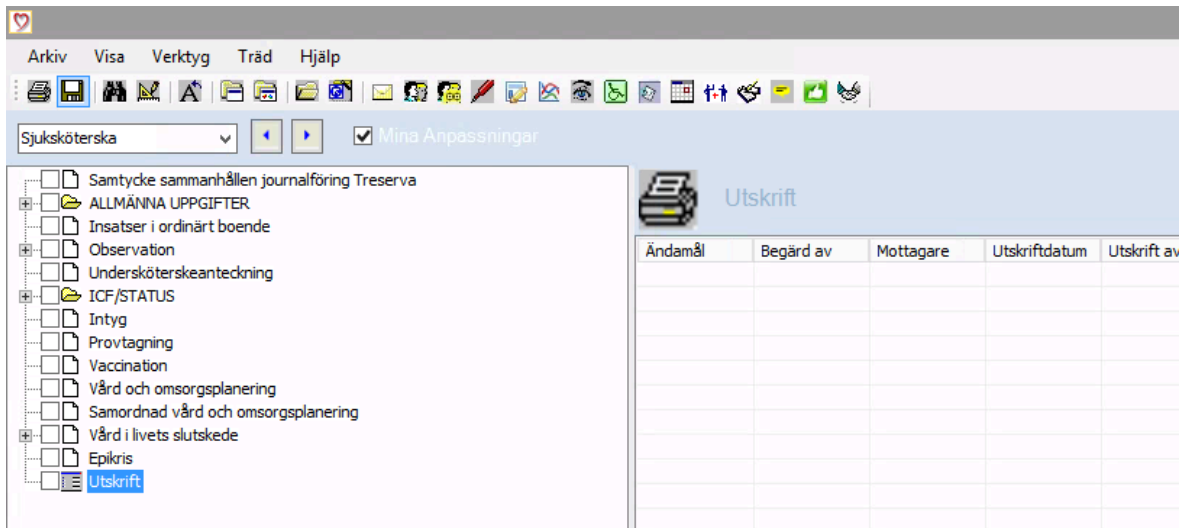 Arkiv Visa Verktyg Träd Hjälp
Sjuksköterska Mina Anpassningar
Samtycke sammanhållen journalföring Treserva
ALLMÄNNA UPPGIFTER
Insatser i ordinärt boende
Observation
Undersköterskeanteckning
ICF/STATUS
Intyg
Provtagning
Vaccination
Vård och omsorgsplanering
Samordnad vård och omsorgsplanering
Vård i livets slutskede
Epikris
Utskrift
Utskrift
Ändamål Begärd av Mottagare Utskriftdatum Utskrift av